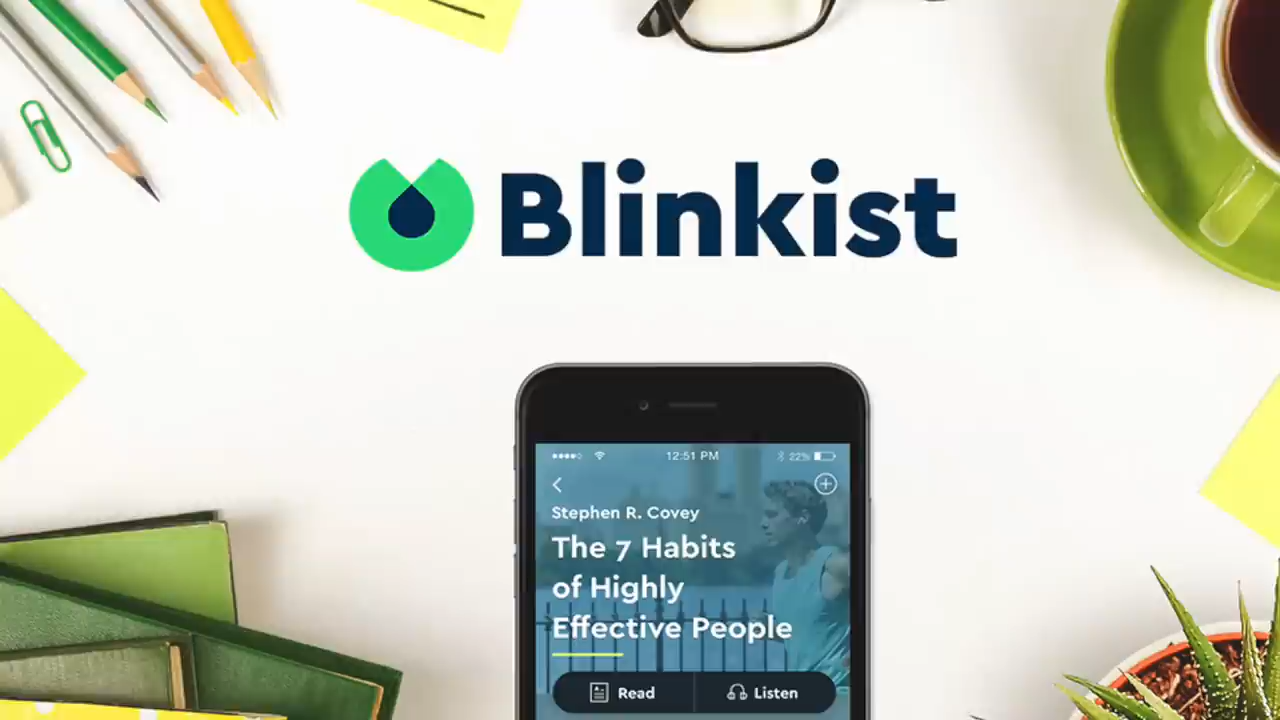 Blinkist
12:51 PM
22%
Stephen R. Covey
The 7 Habits
of Highly
Effective People
Read
Listen